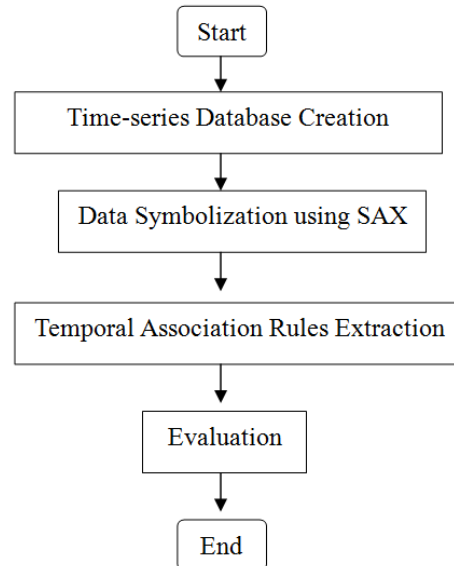 Start
Time-series Database Creation
Data Symbolization using SAX
Temporal Association Rules Extraction
Evaluation
End